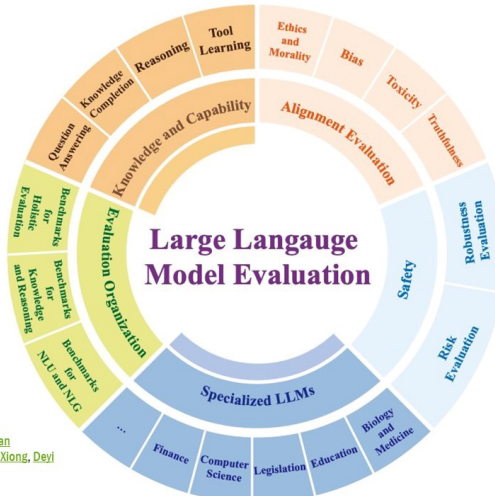 Large Langauge
Model Evaluation
Knowledge and Capability
Question
Answering
Knowledge
Completion
Reasoning
Tool
Learning
Alignment Evaluation
Ethics
and
Morality
Bias
Toxicity
Truthfulness
Safety
Robustness
Evaluation
Risk
Evaluation
Specialized LLMs
Biology
and
Medicine
Education
Legislation
Computer
Science
Finance
...
Evaluation Organization
Benchmarks
for
NLU and NLG
Benchmarks
for
Knowledge
and Reasoning
Benchmarks
for
Holistic
Evaluation
an
Xiong, Deyi